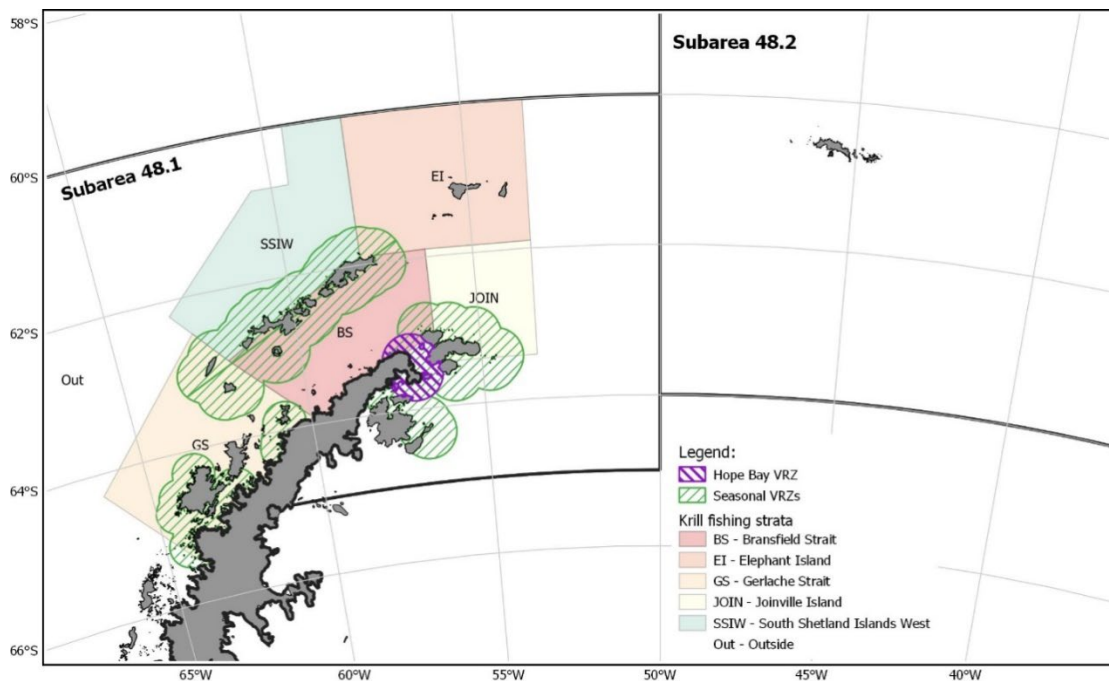 58°S
60°S
62°S
64°S
66°S
Subarea 48.1
Subarea 48.2
EI
SSIW
JOIN
BS
Out
GS
Legend:
Hope Bay VRZ
Seasonal VRZs
Krill fishing strata
BS - Bransfield Strait
EI - Elephant Island
GS - Gerlache Strait
JOIN - Joinville Island
SSIW - South Shetland Islands West
Out - Outside
65°W
60°W
55°W
50°W
45°W
40°W